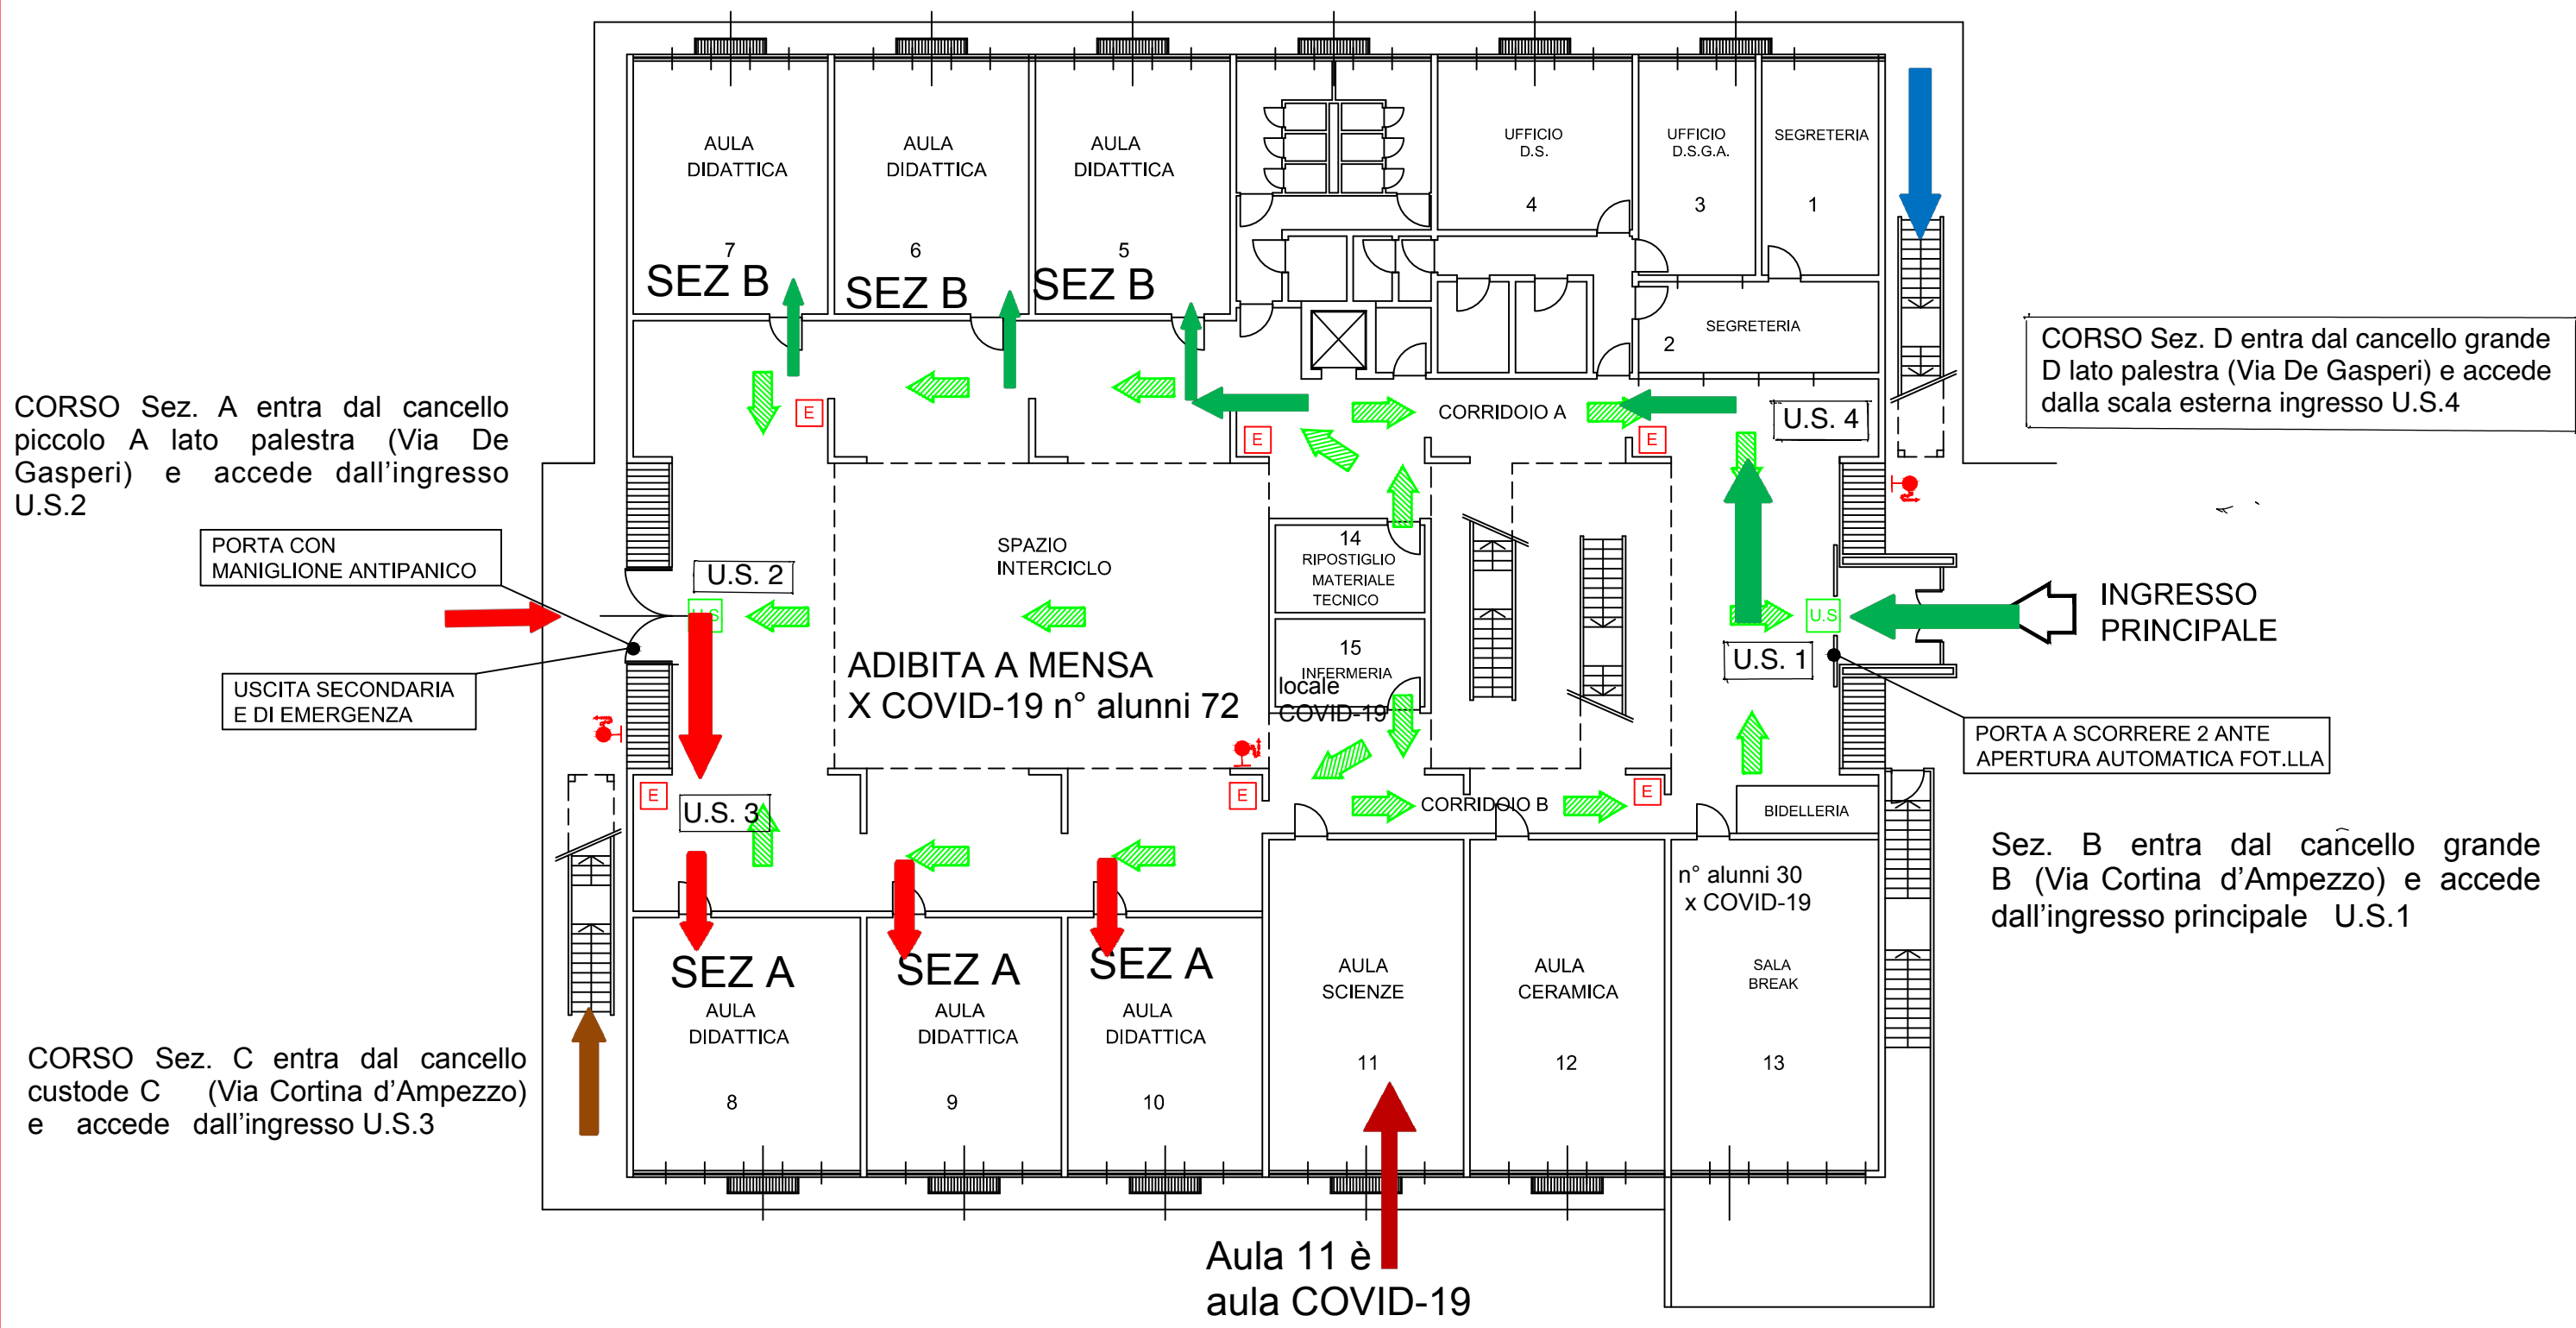 AULA
DIDATTICA
7
SEZ B
AULA
DIDATTICA
6
SEZ B
AULA
DIDATTICA
5
SEZ B
UFFICIO
D.S.
4
UFFICIO
D.S.G.A.
3
SEGRETERIA
1
SEGRETERIA
2
CORSO Sez. D entra dal cancello grande
D lato palestra (Via De Gasperi) e accede
dalla scala esterna ingresso U.S.4
CORSO Sez. A entra dal cancello
piccolo A lato palestra (Via De
Gasperi) e accede dall'ingresso
U.S.2
E
E
CORRIDOIO A
E
U.S. 4
PORTA CON
MANIGLIONE ANTIPANICO
U.S. 2
U.S
SPAZIO
INTERCICLO
14
RIPOSTIGLIO
MATERIALE
TECNICO
15
INFERMERIA
locale
COVID-19
U.S
INGRESSO
PRINCIPALE
U.S. 1
USCITA SECONDARIA
E DI EMERGENZA
ADIBITA A MENSA
X COVID-19 n° alunni 72
PORTA A SCORRERE 2 ANTE
APERTURA AUTOMATICA FOT.LLA
E
U.S. 3
E
CORRIDOIO B
E
BIDELLERIA
Sez. B entra dal cancello grande
B (Via Cortina d'Ampezzo) e accede
dall'ingresso principale U.S.1
SEZ A
AULA
DIDATTICA
8
SEZ A
AULA
DIDATTICA
9
SEZ A
AULA
DIDATTICA
10
AULA
SCIENZE
11
AULA
CERAMICA
12
n° alunni 30
x COVID-19
SALA
BREAK
13
CORSO Sez. C entra dal cancello
custode C (Via Cortina d'Ampezzo)
e accede dall'ingresso U.S.3
Aula 11 è
aula COVID-19